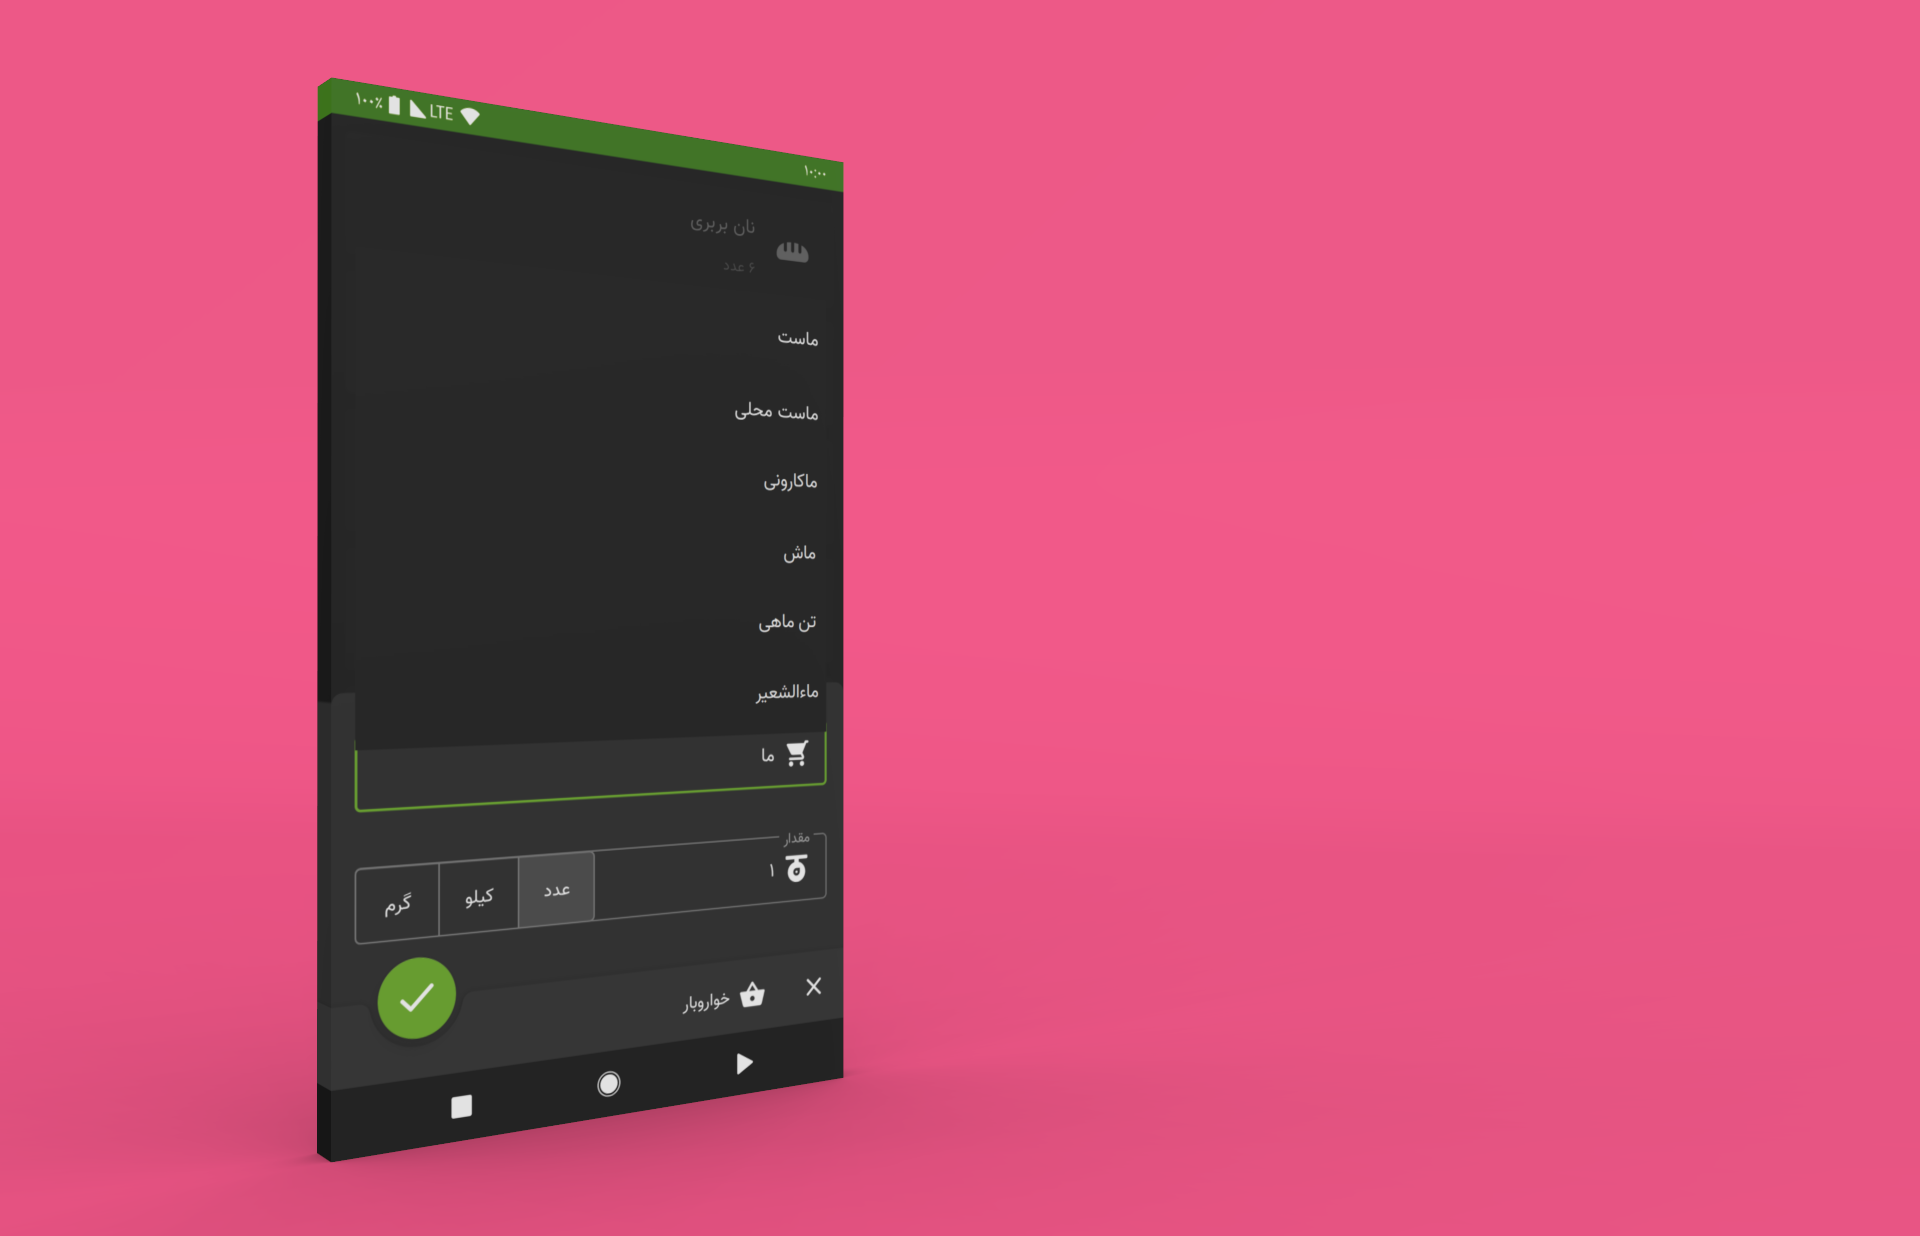 ۱۰۰٪ LTE
۱۰:۰۰
نان بربری
۶ عدد
ماست
ماست محلی
ماکارونی
ماش
تن ماهی
ماءالشعیر
ما
مقدار
۱
عدد
کیلو
گرم
خواروبار